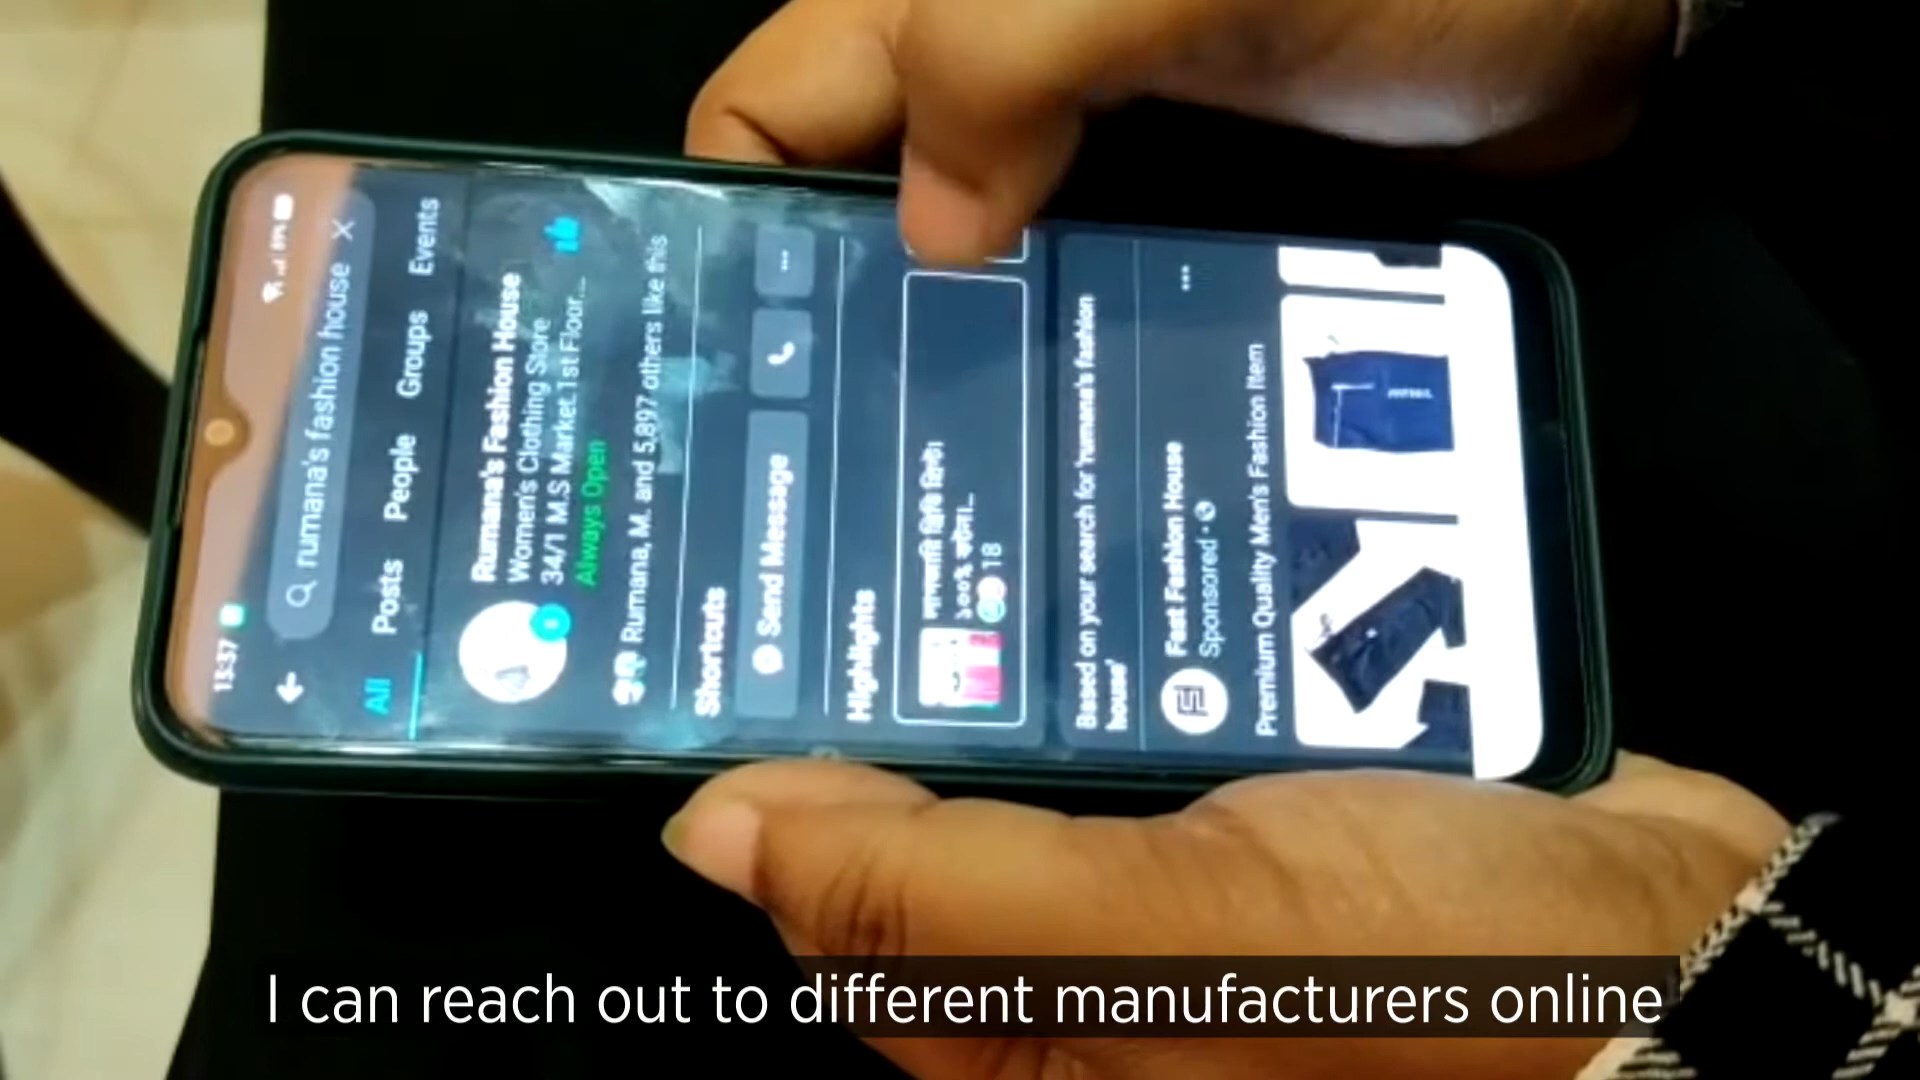 15:37
rumana's fashion house
All Posts People Groups Events
Rumana's Fashion House
Women's Clothing Store
34/1 M.S Market.1st Flour...
Always Open
Rumana, M. and 5,897 others like this
Shortcuts
Send Message
Highlights
১০০% কটন।...
18
Based on your search for 'rumana's fashion
house'
Fast Fashion House
Sponsored
Premium Quality Men's Fashion Item
I can reach out to different manufacturers online